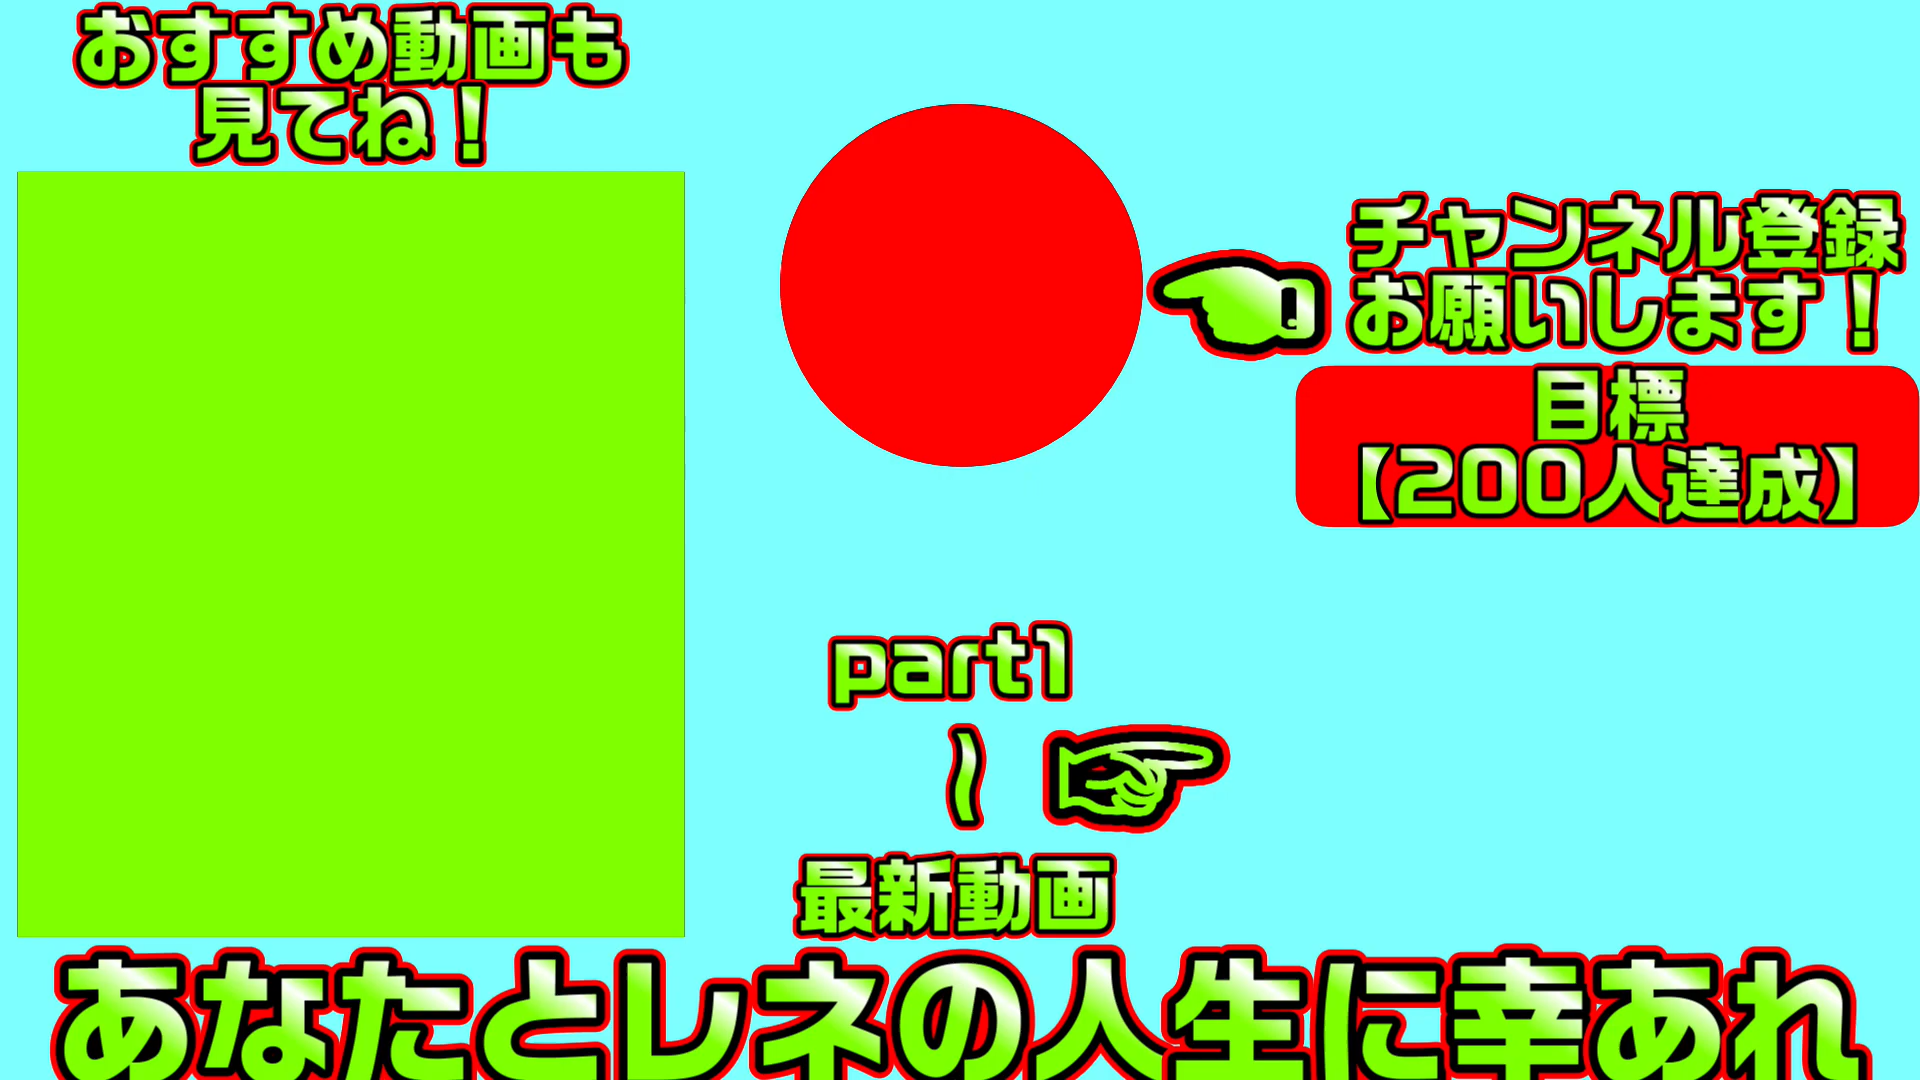 おすすめ動画も
見てね！
チャンネル登録
お願いします！
目標
【200人達成】
part1
～
最新動画
あなたとレネの人生に幸あれ